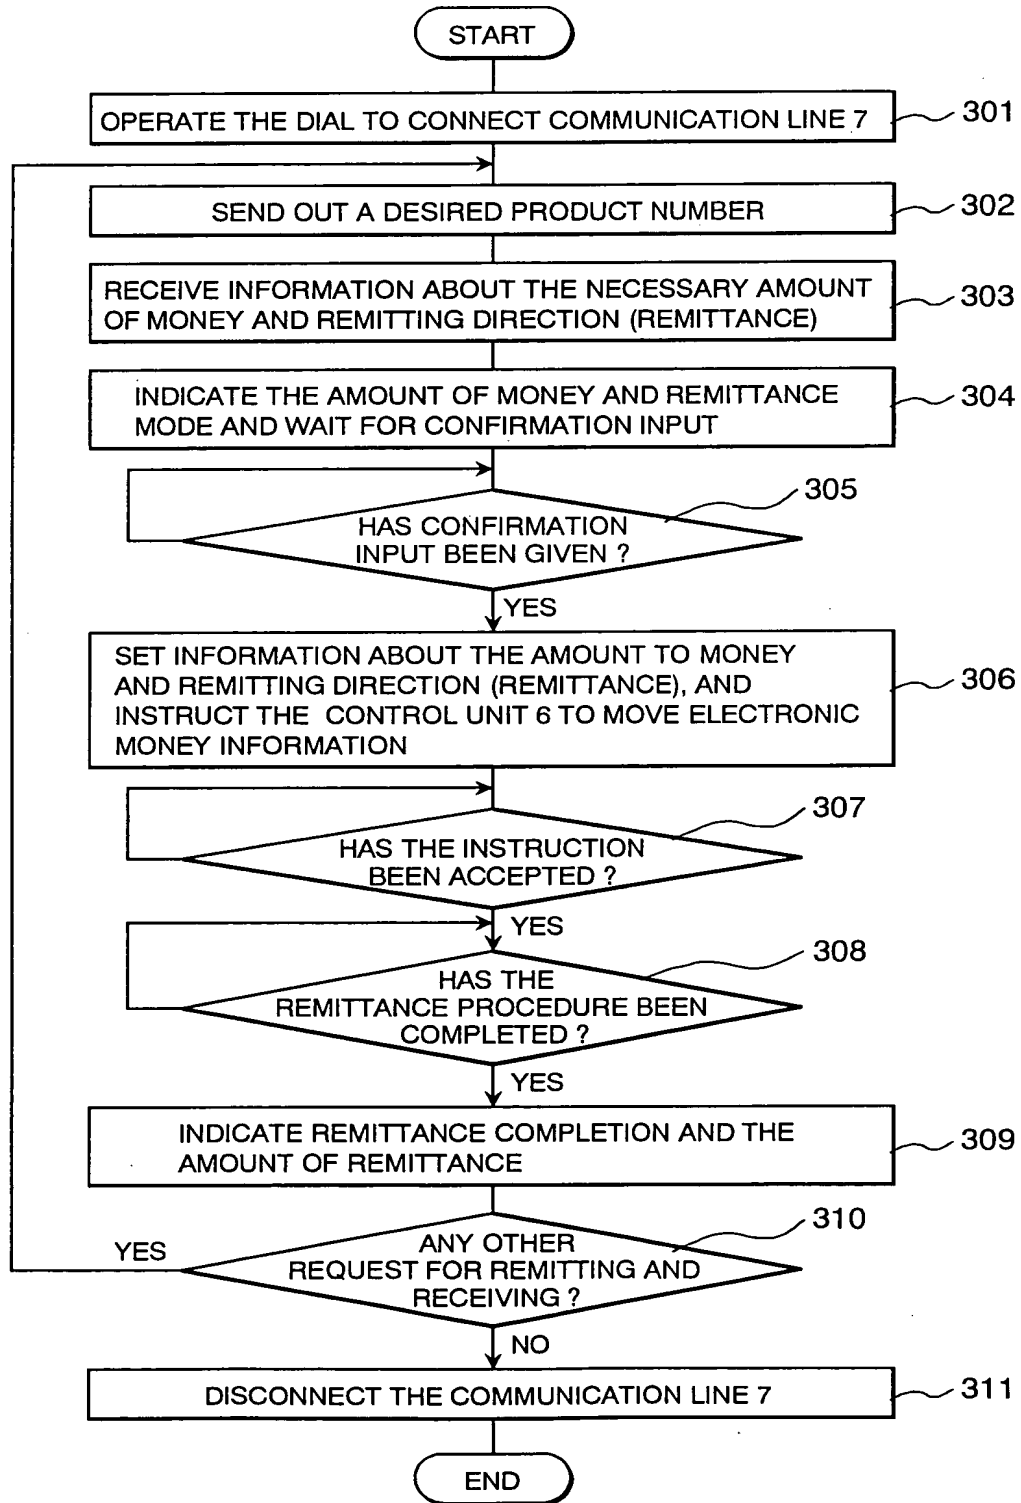 START
OPERATE THE DIAL TO CONNECT COMMUNICATION LINE 7
301
SEND OUT A DESIRED PRODUCT NUMBER
302
RECEIVE INFORMATION ABOUT THE NECESSARY AMOUNT
OF MONEY AND REMITTING DIRECTION (REMITTANCE)
303
INDICATE THE AMOUNT OF MONEY AND REMITTANCE
MODE AND WAIT FOR CONFIRMATION INPUT
304
305
HAS CONFIRMATION
INPUT BEEN GIVEN ?
YES
SET INFORMATION ABOUT THE AMOUNT TO MONEY
AND REMITTING DIRECTION (REMITTANCE), AND
INSTRUCT THE CONTROL UNIT 6 TO MOVE ELECTRONIC
MONEY INFORMATION
306
307
HAS THE INSTRUCTION
BEEN ACCEPTED ?
YES
308
HAS THE
REMITTANCE PROCEDURE BEEN
COMPLETED ?
YES
INDICATE REMITTANCE COMPLETION AND THE
AMOUNT OF REMITTANCE
309
310
YES
ANY OTHER
REQUEST FOR REMITTING AND
RECEIVING ?
NO
DISCONNECT THE COMMUNICATION LINE 7
311
END